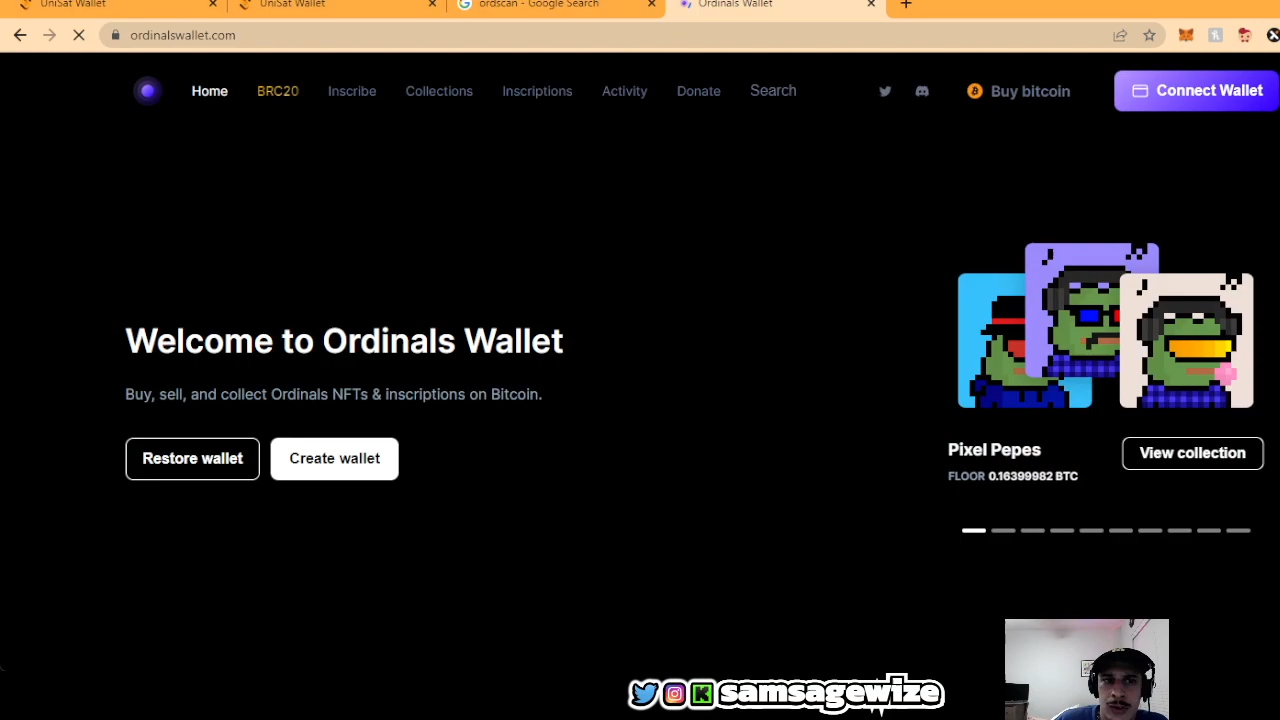 UniSat Wallet
UniSat Wallet
ordscan - Google Search
Ordinals Wallet
ordinalswallet.com
Home BRC20 Inscribe Collections Inscriptions Activity Donate Search Buy bitcoin Connect Wallet
Welcome to Ordinals Wallet
Buy, sell, and collect Ordinals NFTs & inscriptions on Bitcoin.
Restore wallet Create wallet
Pixel Pepes
FLOOR 0.16399982 BTC
View collection
samsagewize